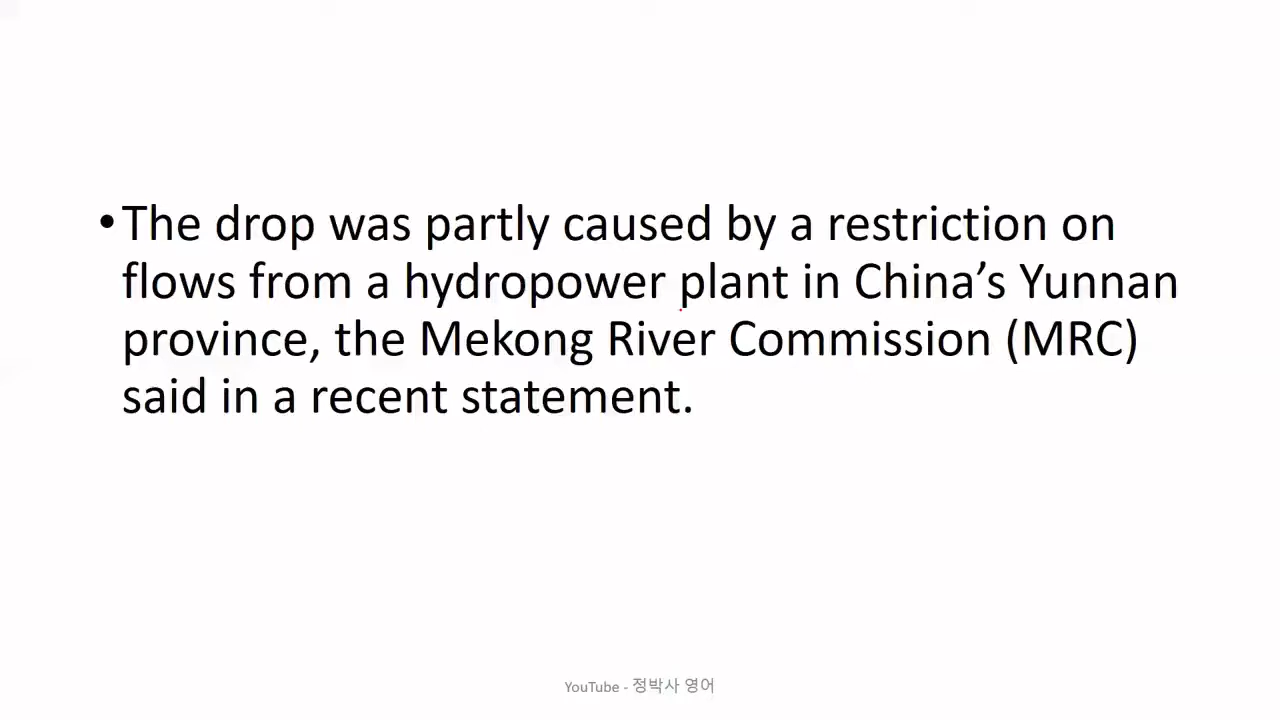 •The drop was partly caused by a restriction on
flows from a hydropower plant in China’s Yunnan
province, the Mekong River Commission (MRC)
said in a recent statement.
YouTube - 정박사 영어